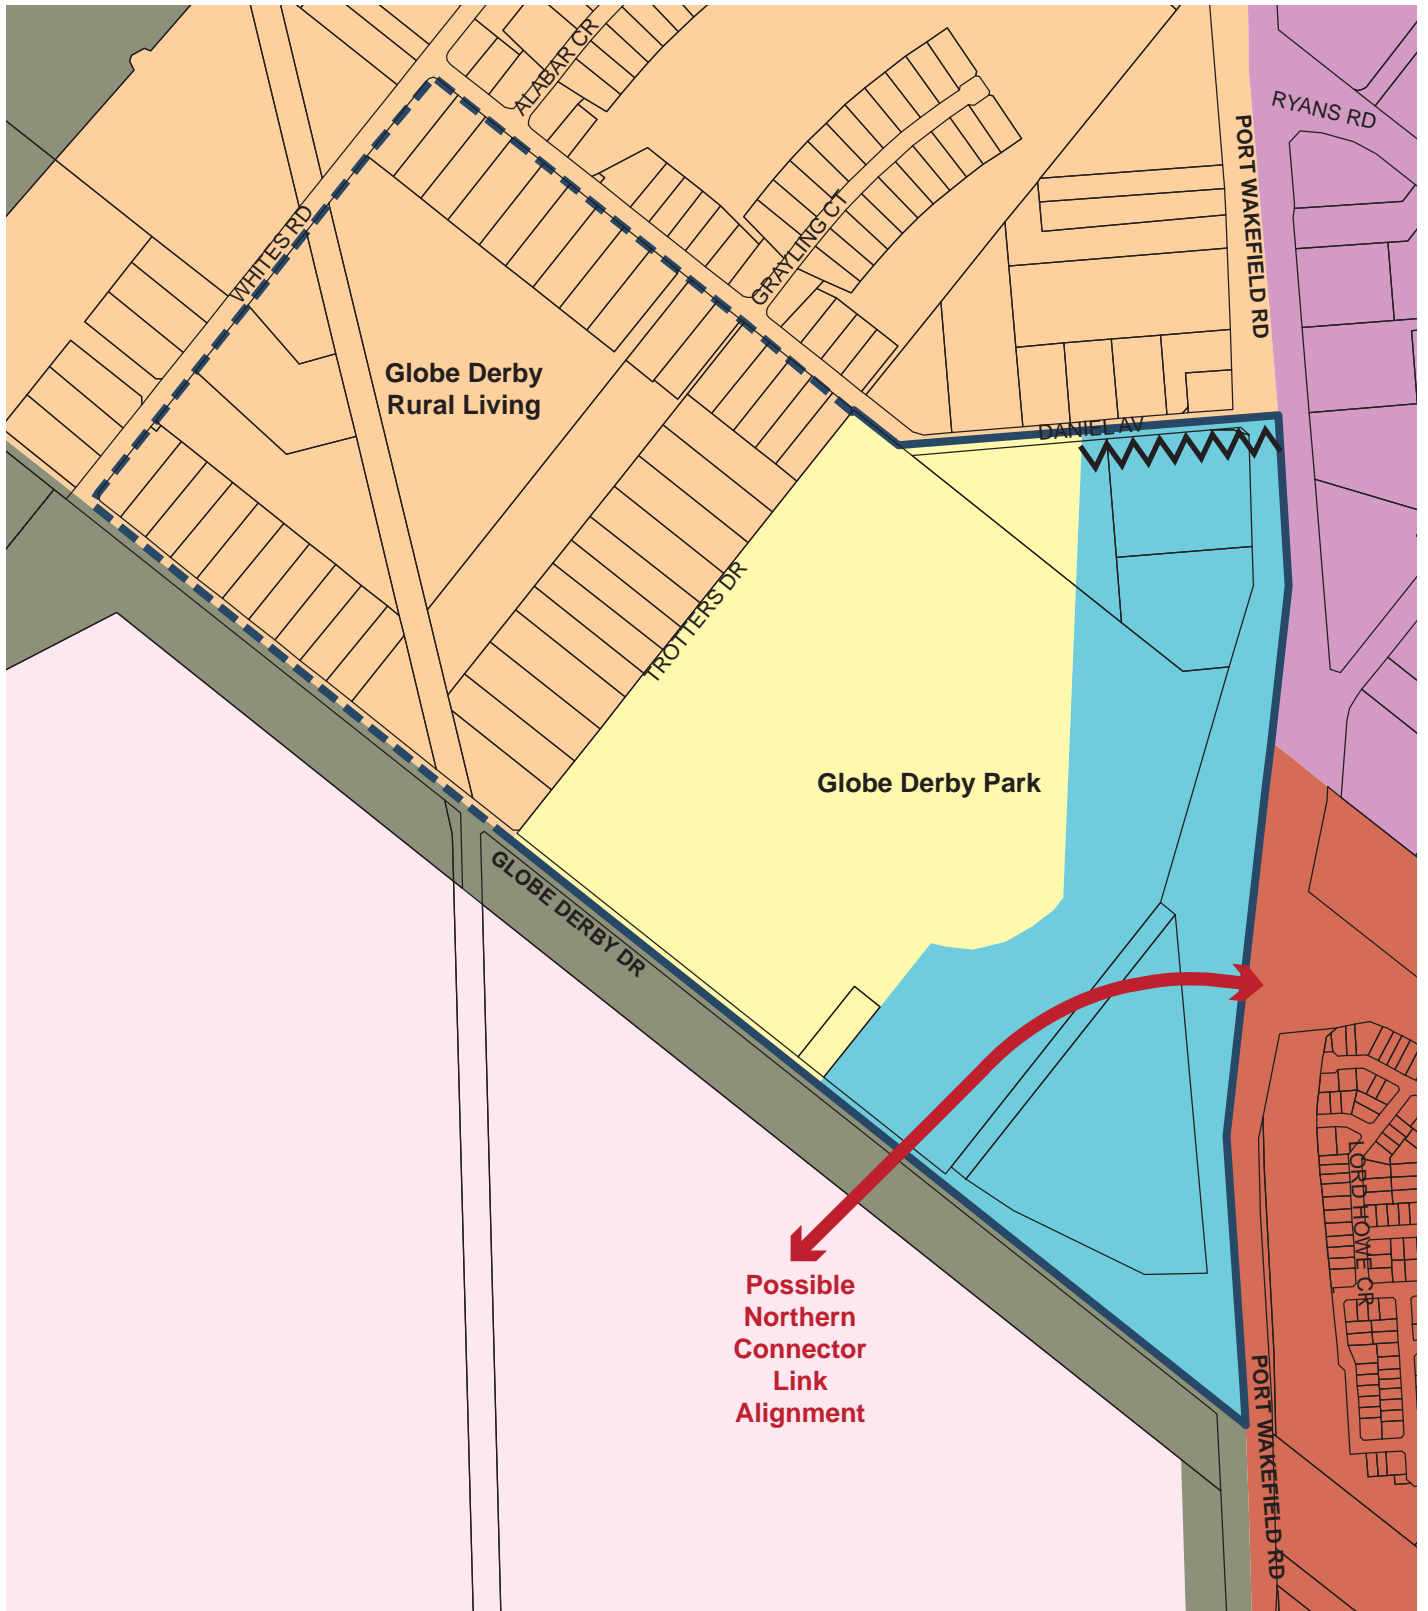 ALABAR CR
RYANS RD
PORT WAKEFIELD RD
WHITES RD
GRAYLING CT
Globe Derby
Rural Living
DANIEL AV
TROTTERS DR
Globe Derby Park
GLOBE DERBY DR
LORD HOWE CR
Possible
Northern
Connector
Link
Alignment
PORT WAKEFIELD RD